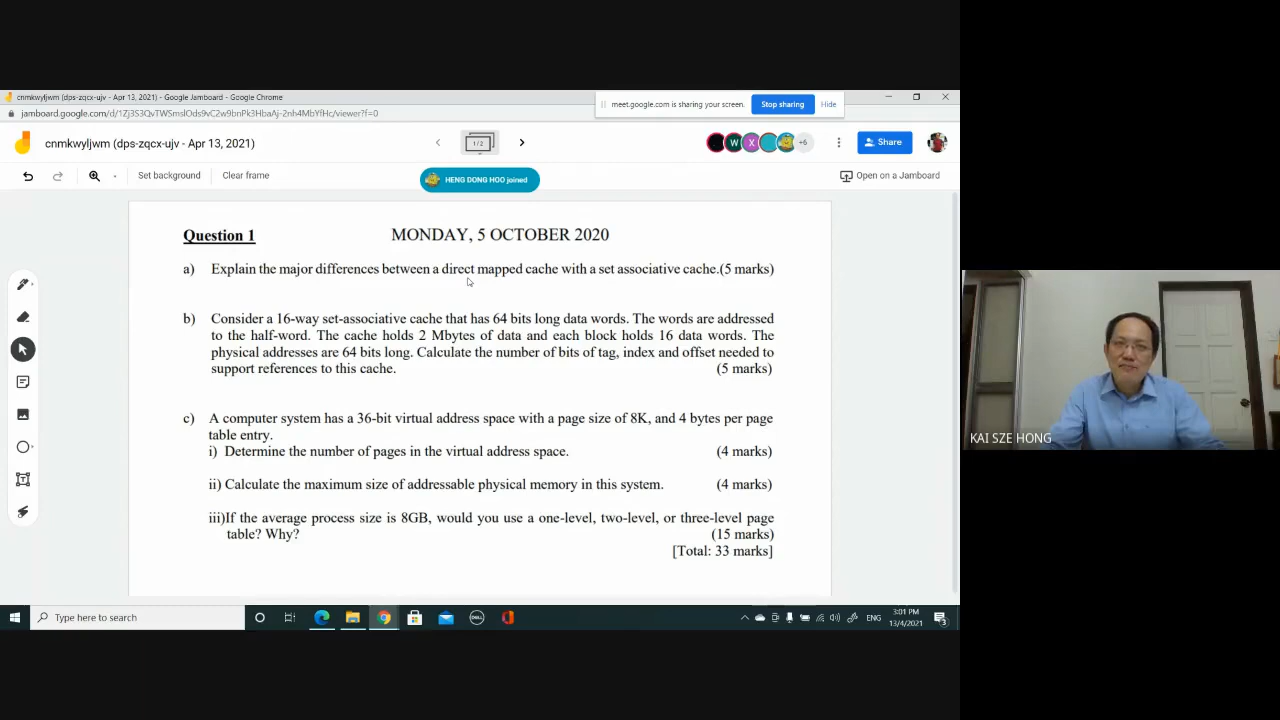 cnmkwyljwm (dps-zqcx-ujv - Apr 13, 2021) - Google Jamboard - Google Chrome
meet.google.com is sharing your screen.
Stop sharing
Hide
cnmkwyljwm (dps-zqcx-ujv - Apr 13, 2021)
1/2
W
X
+6
Share
Set background
Clear frame
HENG DONG HOO joined
Open on a Jamboard
Question 1
MONDAY, 5 OCTOBER 2020
a) Explain the major differences between a direct mapped cache with a set associative cache.(5 marks)
b) Consider a 16-way set-associative cache that has 64 bits long data words. The words are addressed
to the half-word. The cache holds 2 Mbytes of data and each block holds 16 data words. The
physical addresses are 64 bits long. Calculate the number of bits of tag, index and offset needed to
support references to this cache. (5 marks)
c) A computer system has a 36-bit virtual address space with a page size of 8K, and 4 bytes per page
table entry.
i) Determine the number of pages in the virtual address space. (4 marks)
ii) Calculate the maximum size of addressable physical memory in this system. (4 marks)
iii)If the average process size is 8GB, would you use a one-level, two-level, or three-level page
table? Why? (15 marks)
[Total: 33 marks]
KAI SZE HONG
Type here to search
DELL
ENG
3:01 PM
13/4/2021
3